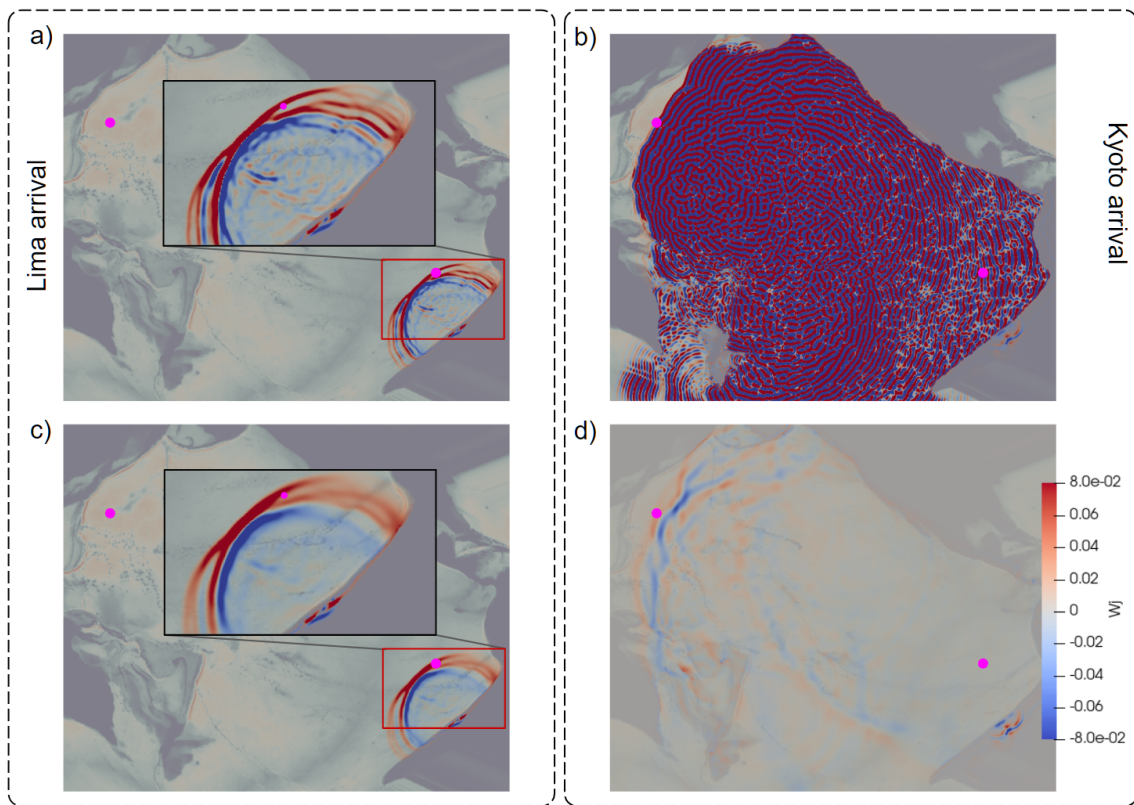 a)
b)
Lima arrival
Kyoto arrival
c)
d)
8.0e-02
0.06
0.04
0.02
0
-0.02
-0.04
-0.06
-8.0e-02
Wj